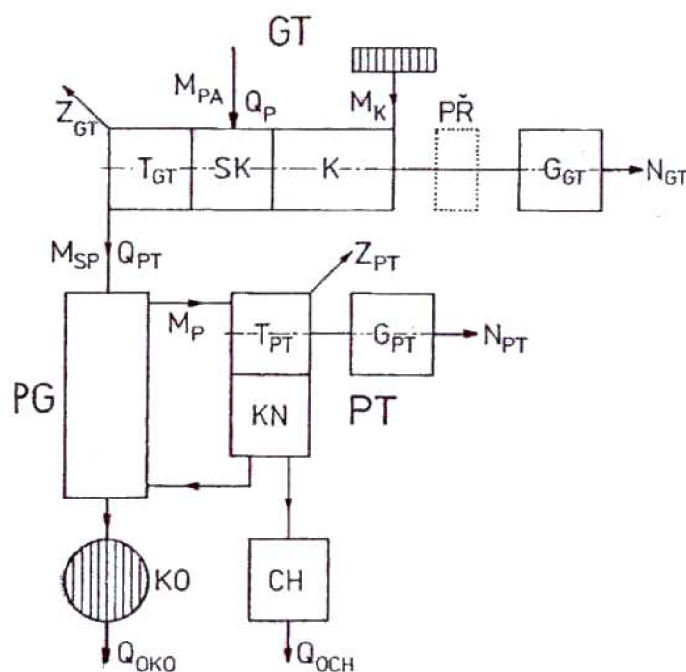 GT
M_PA
Q_P
M_K
PŘ
Z_GT
T_GT
SK
K
G_GT
N_GT
M_SP
Q_PT
Z_PT
M_P
T_PT
G_PT
N_PT
PG
KN
PT
KO
CH
Q_OKO
Q_OCH